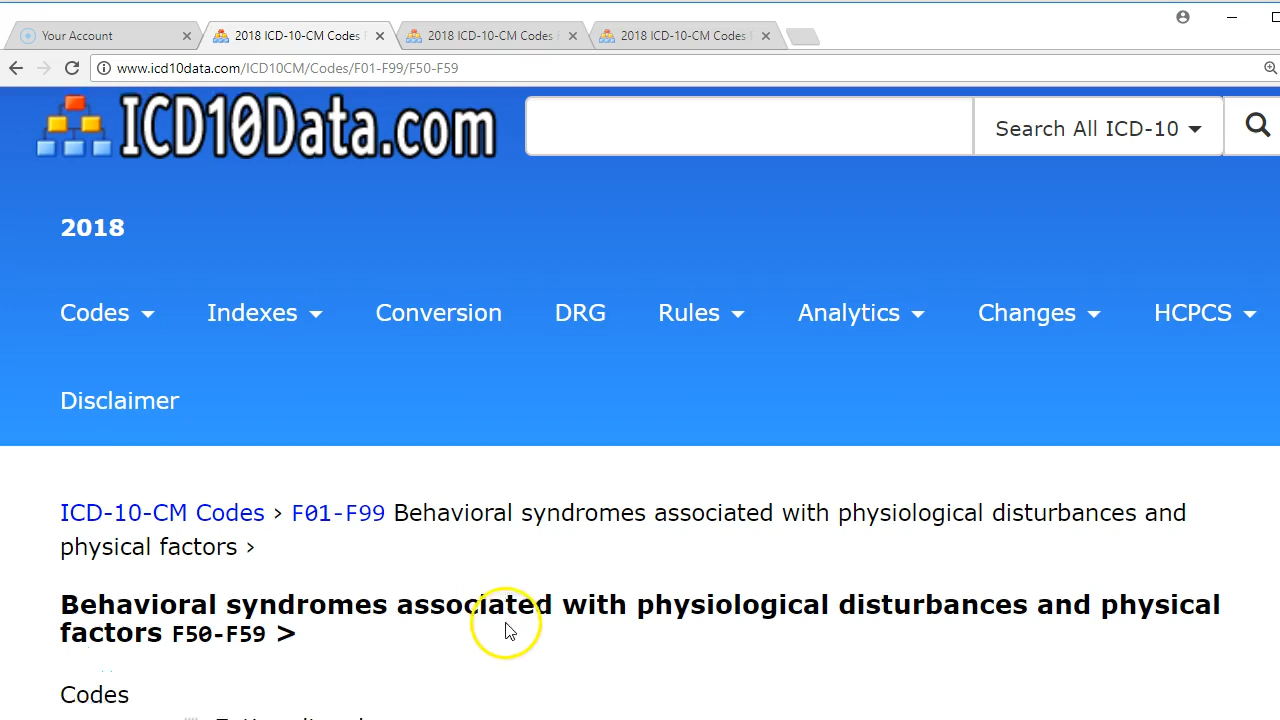 Your Account
2018 ICD-10-CM Codes
2018 ICD-10-CM Codes
2018 ICD-10-CM Codes
www.icd10data.com/ICD10CM/Codes/F01-F99/F50-F59
ICD10Data.com
Search All ICD-10
2018
Codes Indexes Conversion DRG Rules Analytics Changes HCPCS
Disclaimer
ICD-10-CM Codes › F01-F99 Behavioral syndromes associated with physiological disturbances and
physical factors ›
Behavioral syndromes associated with physiological disturbances and physical
factors F50-F59 >
Codes